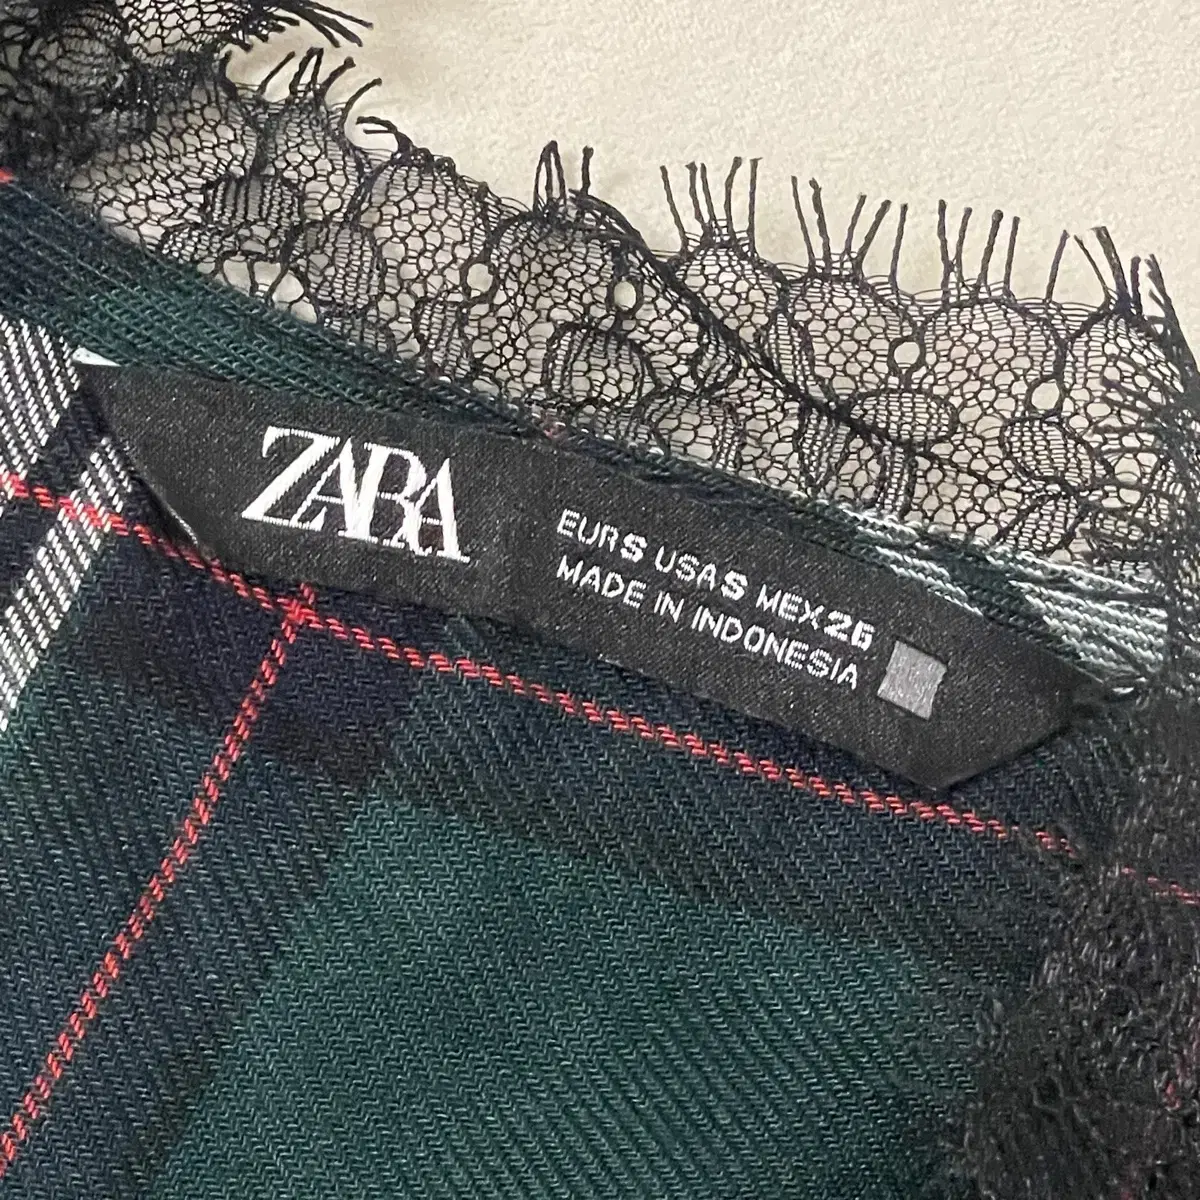 ZARA
EUR S USA S MEX 26
MADE IN INDONESIA